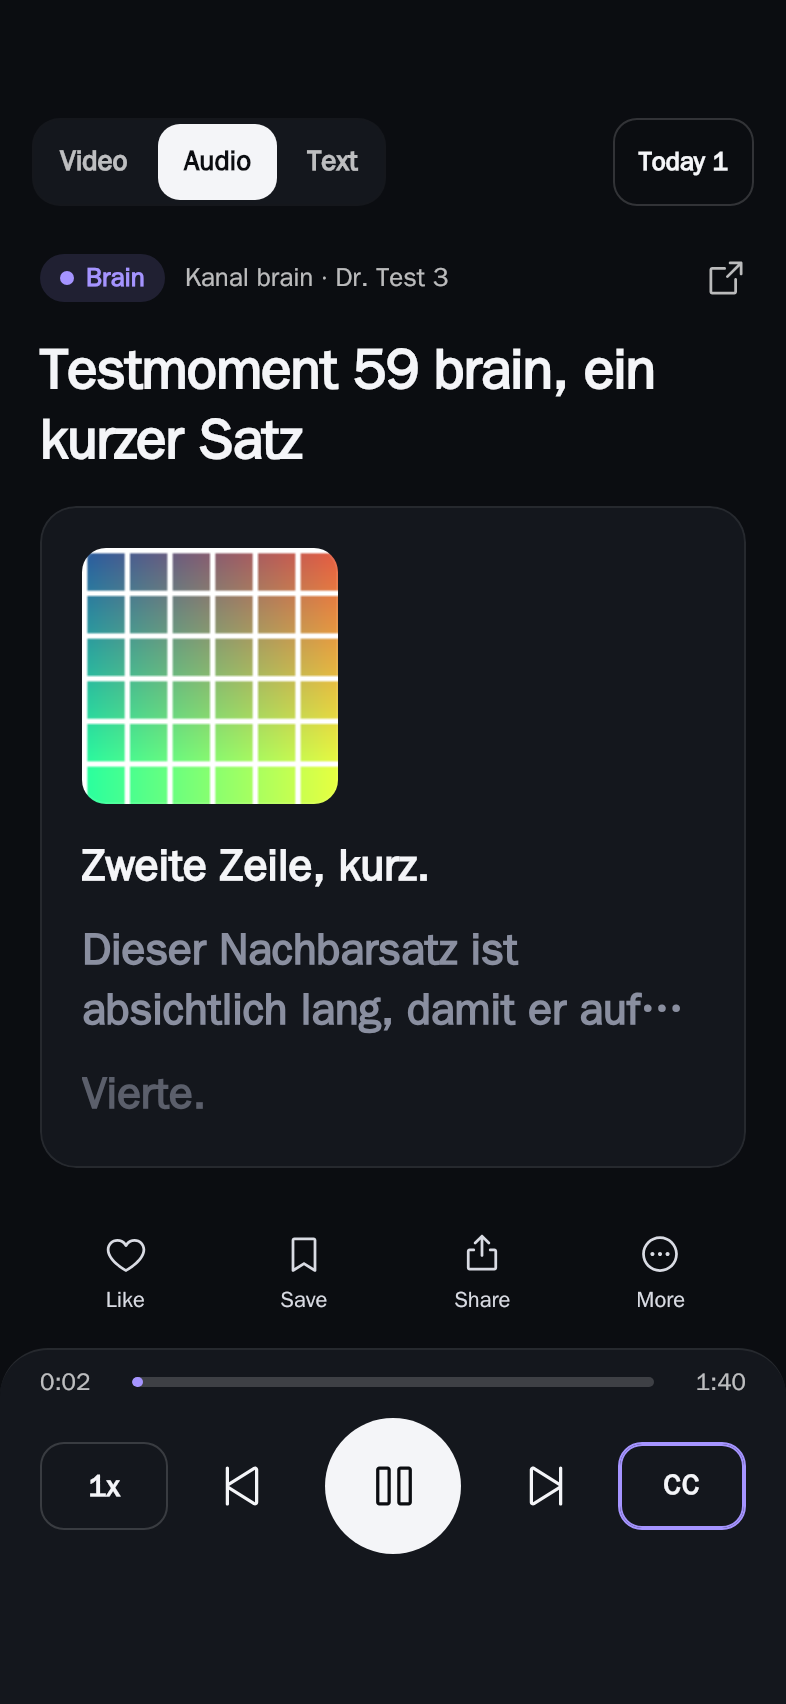 Video Audio Text Today 1
Brain Kanal brain · Dr. Test 3
Testmoment 59 brain, ein
kurzer Satz
Zweite Zeile, kurz.
Dieser Nachbarsatz ist
absichtlich lang, damit er auf…
Vierte.
Like Save Share More
0:02 1:40
1x CC